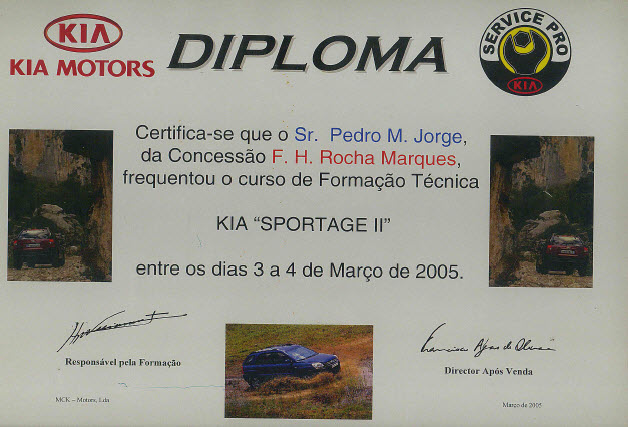 KIA
KIA MOTORS
DIPLOMA
SERVICE PRO
KIA
Certifica-se que o Sr. Pedro M. Jorge,
da Concessão F. H. Rocha Marques,
frequentou o curso de Formação Técnica
KIA “SPORTAGE II”
entre os dias 3 a 4 de Março de 2005.
Responsável pela Formação
Director Após Venda
MCK – Motors, Lda
Março de 2005